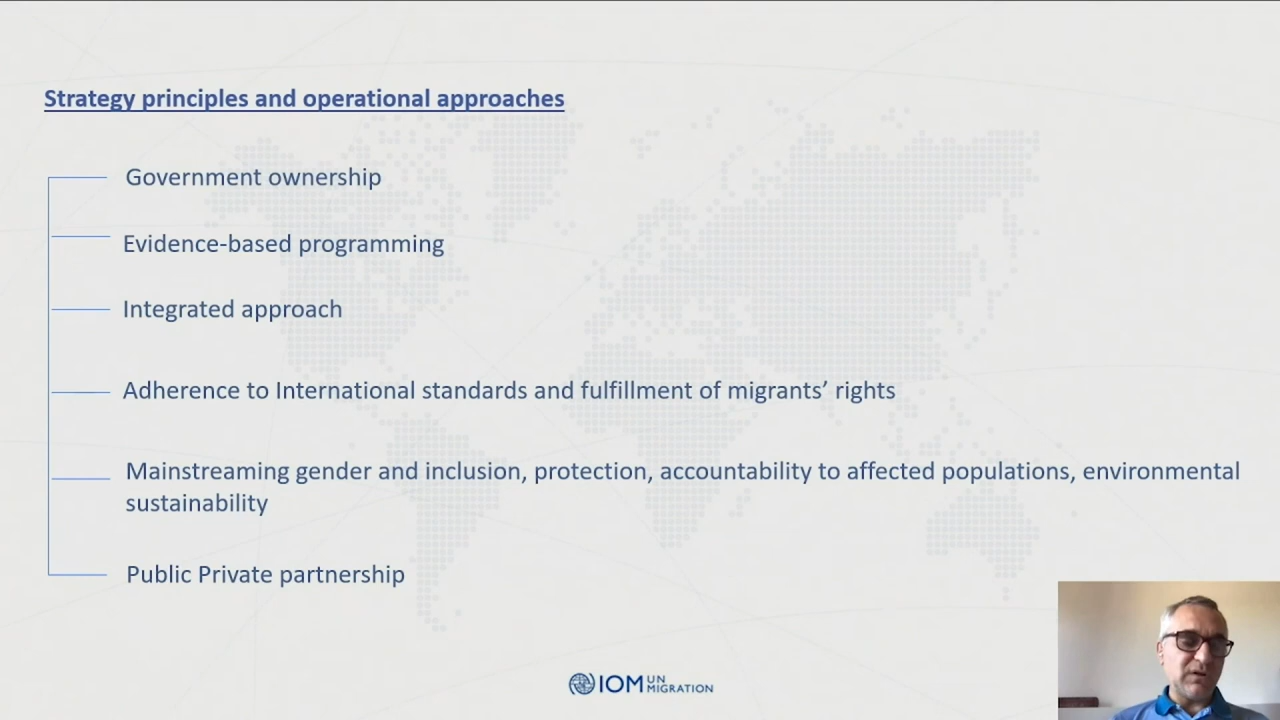 Strategy principles and operational approaches
Government ownership
Evidence-based programming
Integrated approach
Adherence to International standards and fulfillment of migrants’ rights
Mainstreaming gender and inclusion, protection, accountability to affected populations, environmental
sustainability
Public Private partnership
IOM UN
MIGRATION